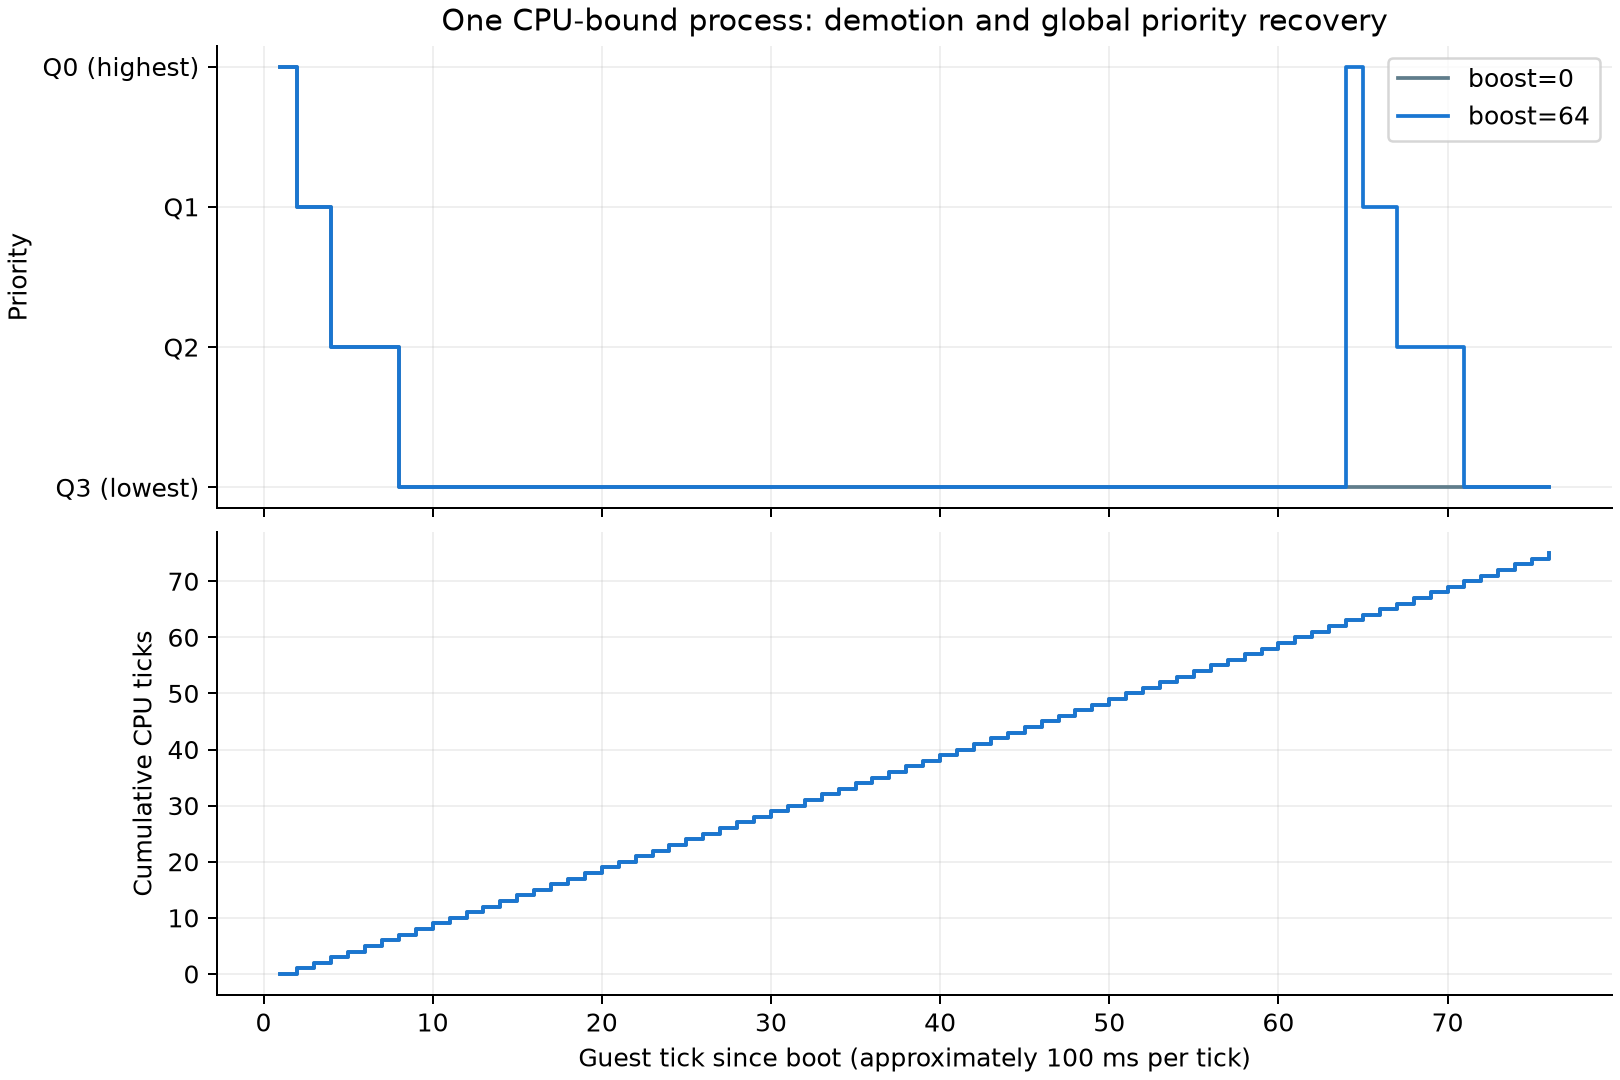 One CPU-bound process: demotion and global priority recovery
Priority
Q0 (highest)
Q1
Q2
Q3 (lowest)
boost=0
boost=64
Cumulative CPU ticks
70
60
50
40
30
20
10
0
0 10 20 30 40 50 60 70
Guest tick since boot (approximately 100 ms per tick)